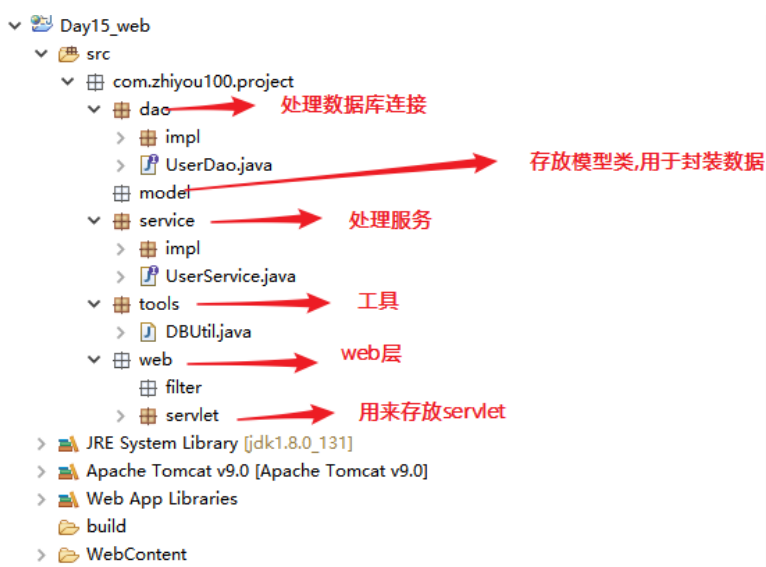 Day15_web
src
com.zhiyou100.project
dao 处理数据库连接
impl
UserDao.java 存放模型类,用于封装数据
model
service 处理服务
impl
UserService.java
tools 工具
DBUtil.java
web web层
filter
servlet 用来存放servlet
JRE System Library [jdk1.8.0_131]
Apache Tomcat v9.0 [Apache Tomcat v9.0]
Web App Libraries
build
WebContent